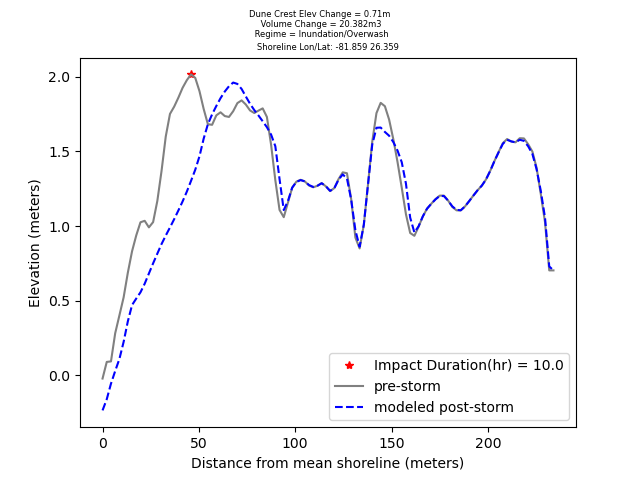 Dune Crest Elev Change = 0.71m
Volume Change = 20.382m3
Regime = Inundation/Overwash
Shoreline Lon/Lat: -81.859 26.359
2.0
1.5
1.0
0.5
0.0
Elevation (meters)
Impact Duration(hr) = 10.0
pre-storm
modeled post-storm
0 50 100 150 200
Distance from mean shoreline (meters)